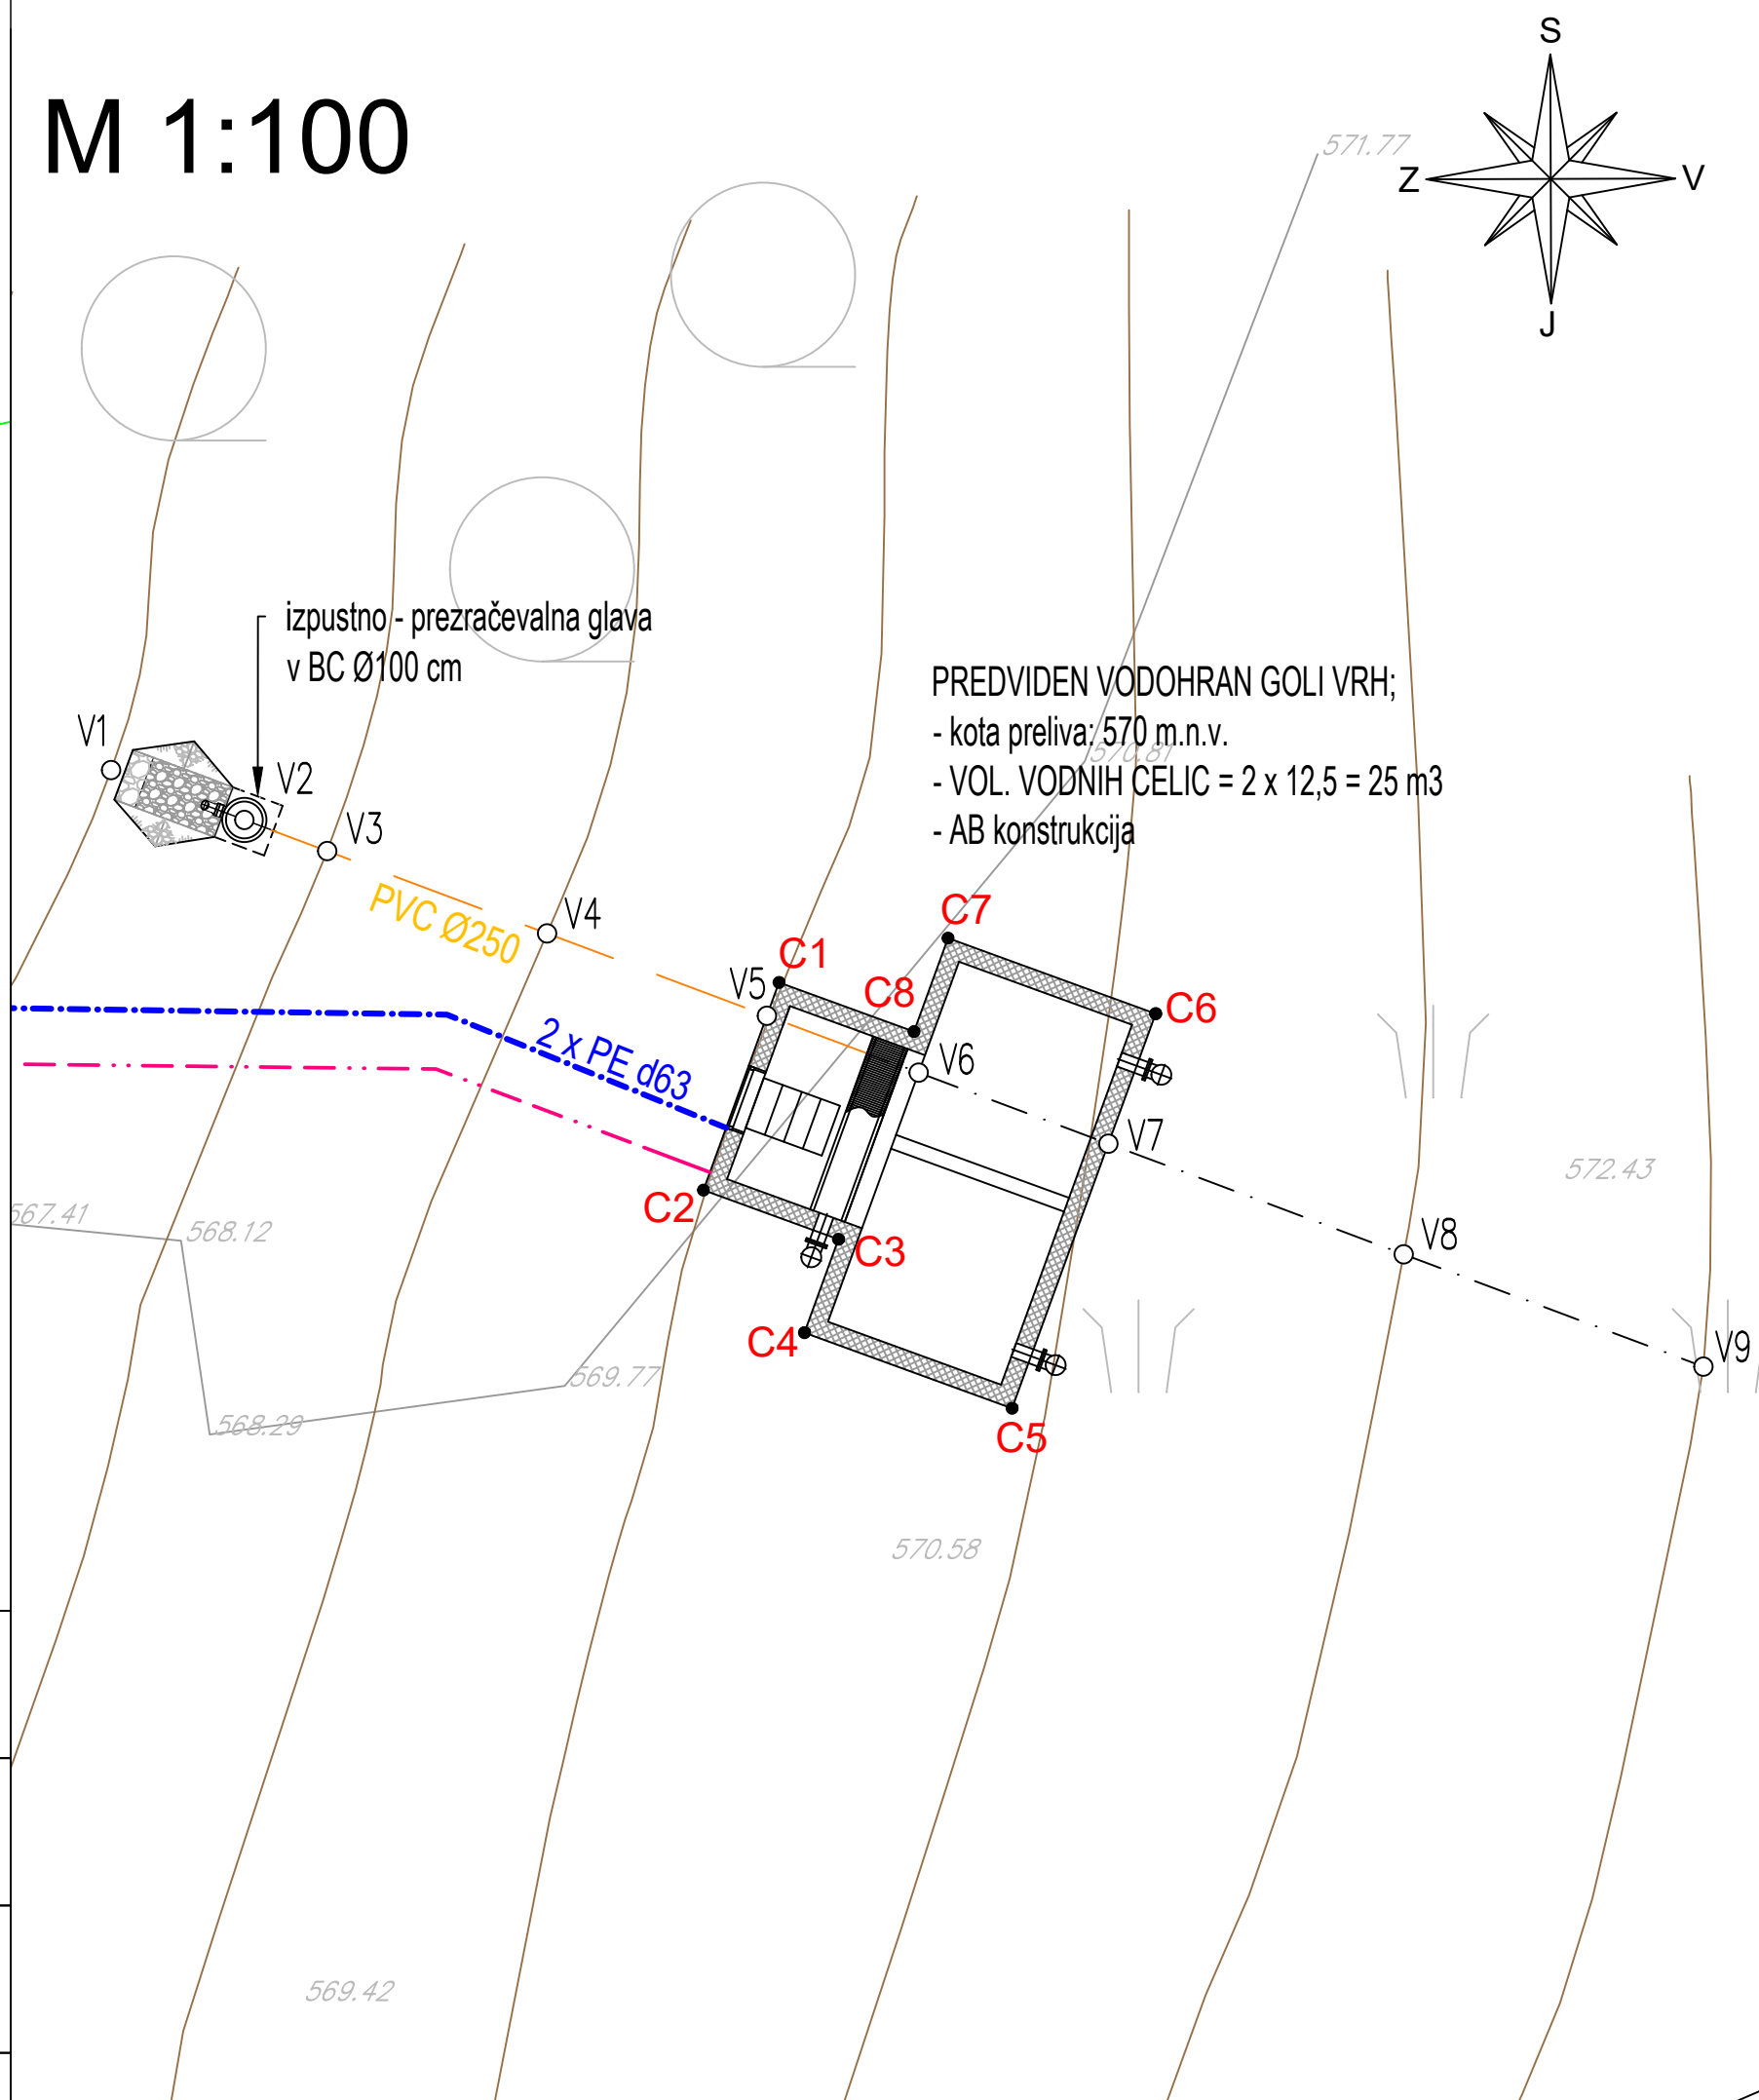 S
M 1:100
571.77
Z
V
J
izpustno - prezračevalna glava
v BC Ø100 cm
PREDVIDEN VODOHRAN GOLI VRH;
- kota preliva: 570 m.n.v.
570.81
- VOL. VODNIH CELIC = 2 x 12,5 = 25 m3
- AB konstrukcija
V1
V2
V3
V4
PVC Ø250
C7
C1
V5
C8
C6
2 x PE d63
V6
V7
572.43
C2
567.41
568.12
C3
V8
C4
V9
569.77
568.29
C5
570.58
569.42